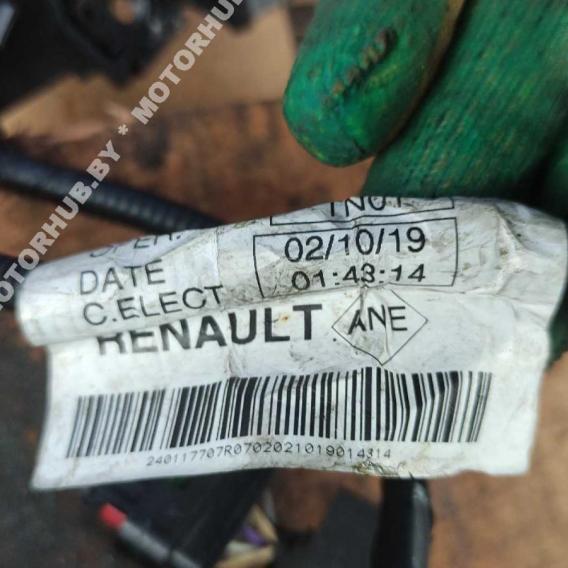 MOTORHUB.BY * MOTORHUB
DATE 02/10/19
C.ELECT 01:43:14
RENAULT ANE
240117707R0702021019014314